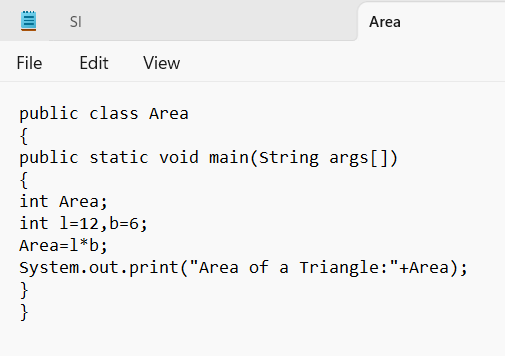 SI
Area
File Edit View
public class Area
{
public static void main(String args[])
{
int Area;
int l=12,b=6;
Area=l*b;
System.out.print("Area of a Triangle:"+Area);
}
}